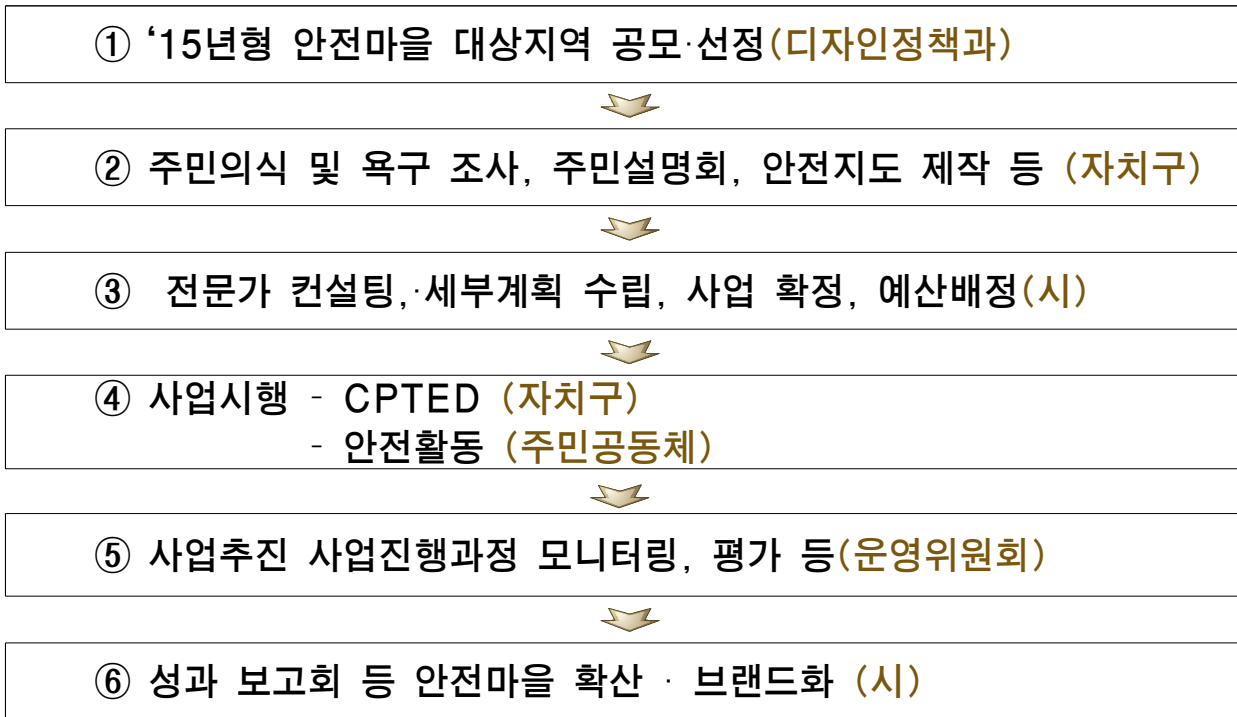 ① ‘15년형 안전마을 대상지역 공모·선정(디자인정책과)
② 주민의식 및 욕구 조사, 주민설명회, 안전지도 제작 등 (자치구)
③ 전문가 컨설팅,·세부계획 수립, 사업 확정, 예산배정(시)
④ 사업시행 - CPTED (자치구)
- 안전활동 (주민공동체)
⑤ 사업추진 사업진행과정 모니터링, 평가 등(운영위원회)
⑥ 성과 보고회 등 안전마을 확산 · 브랜드화 (시)